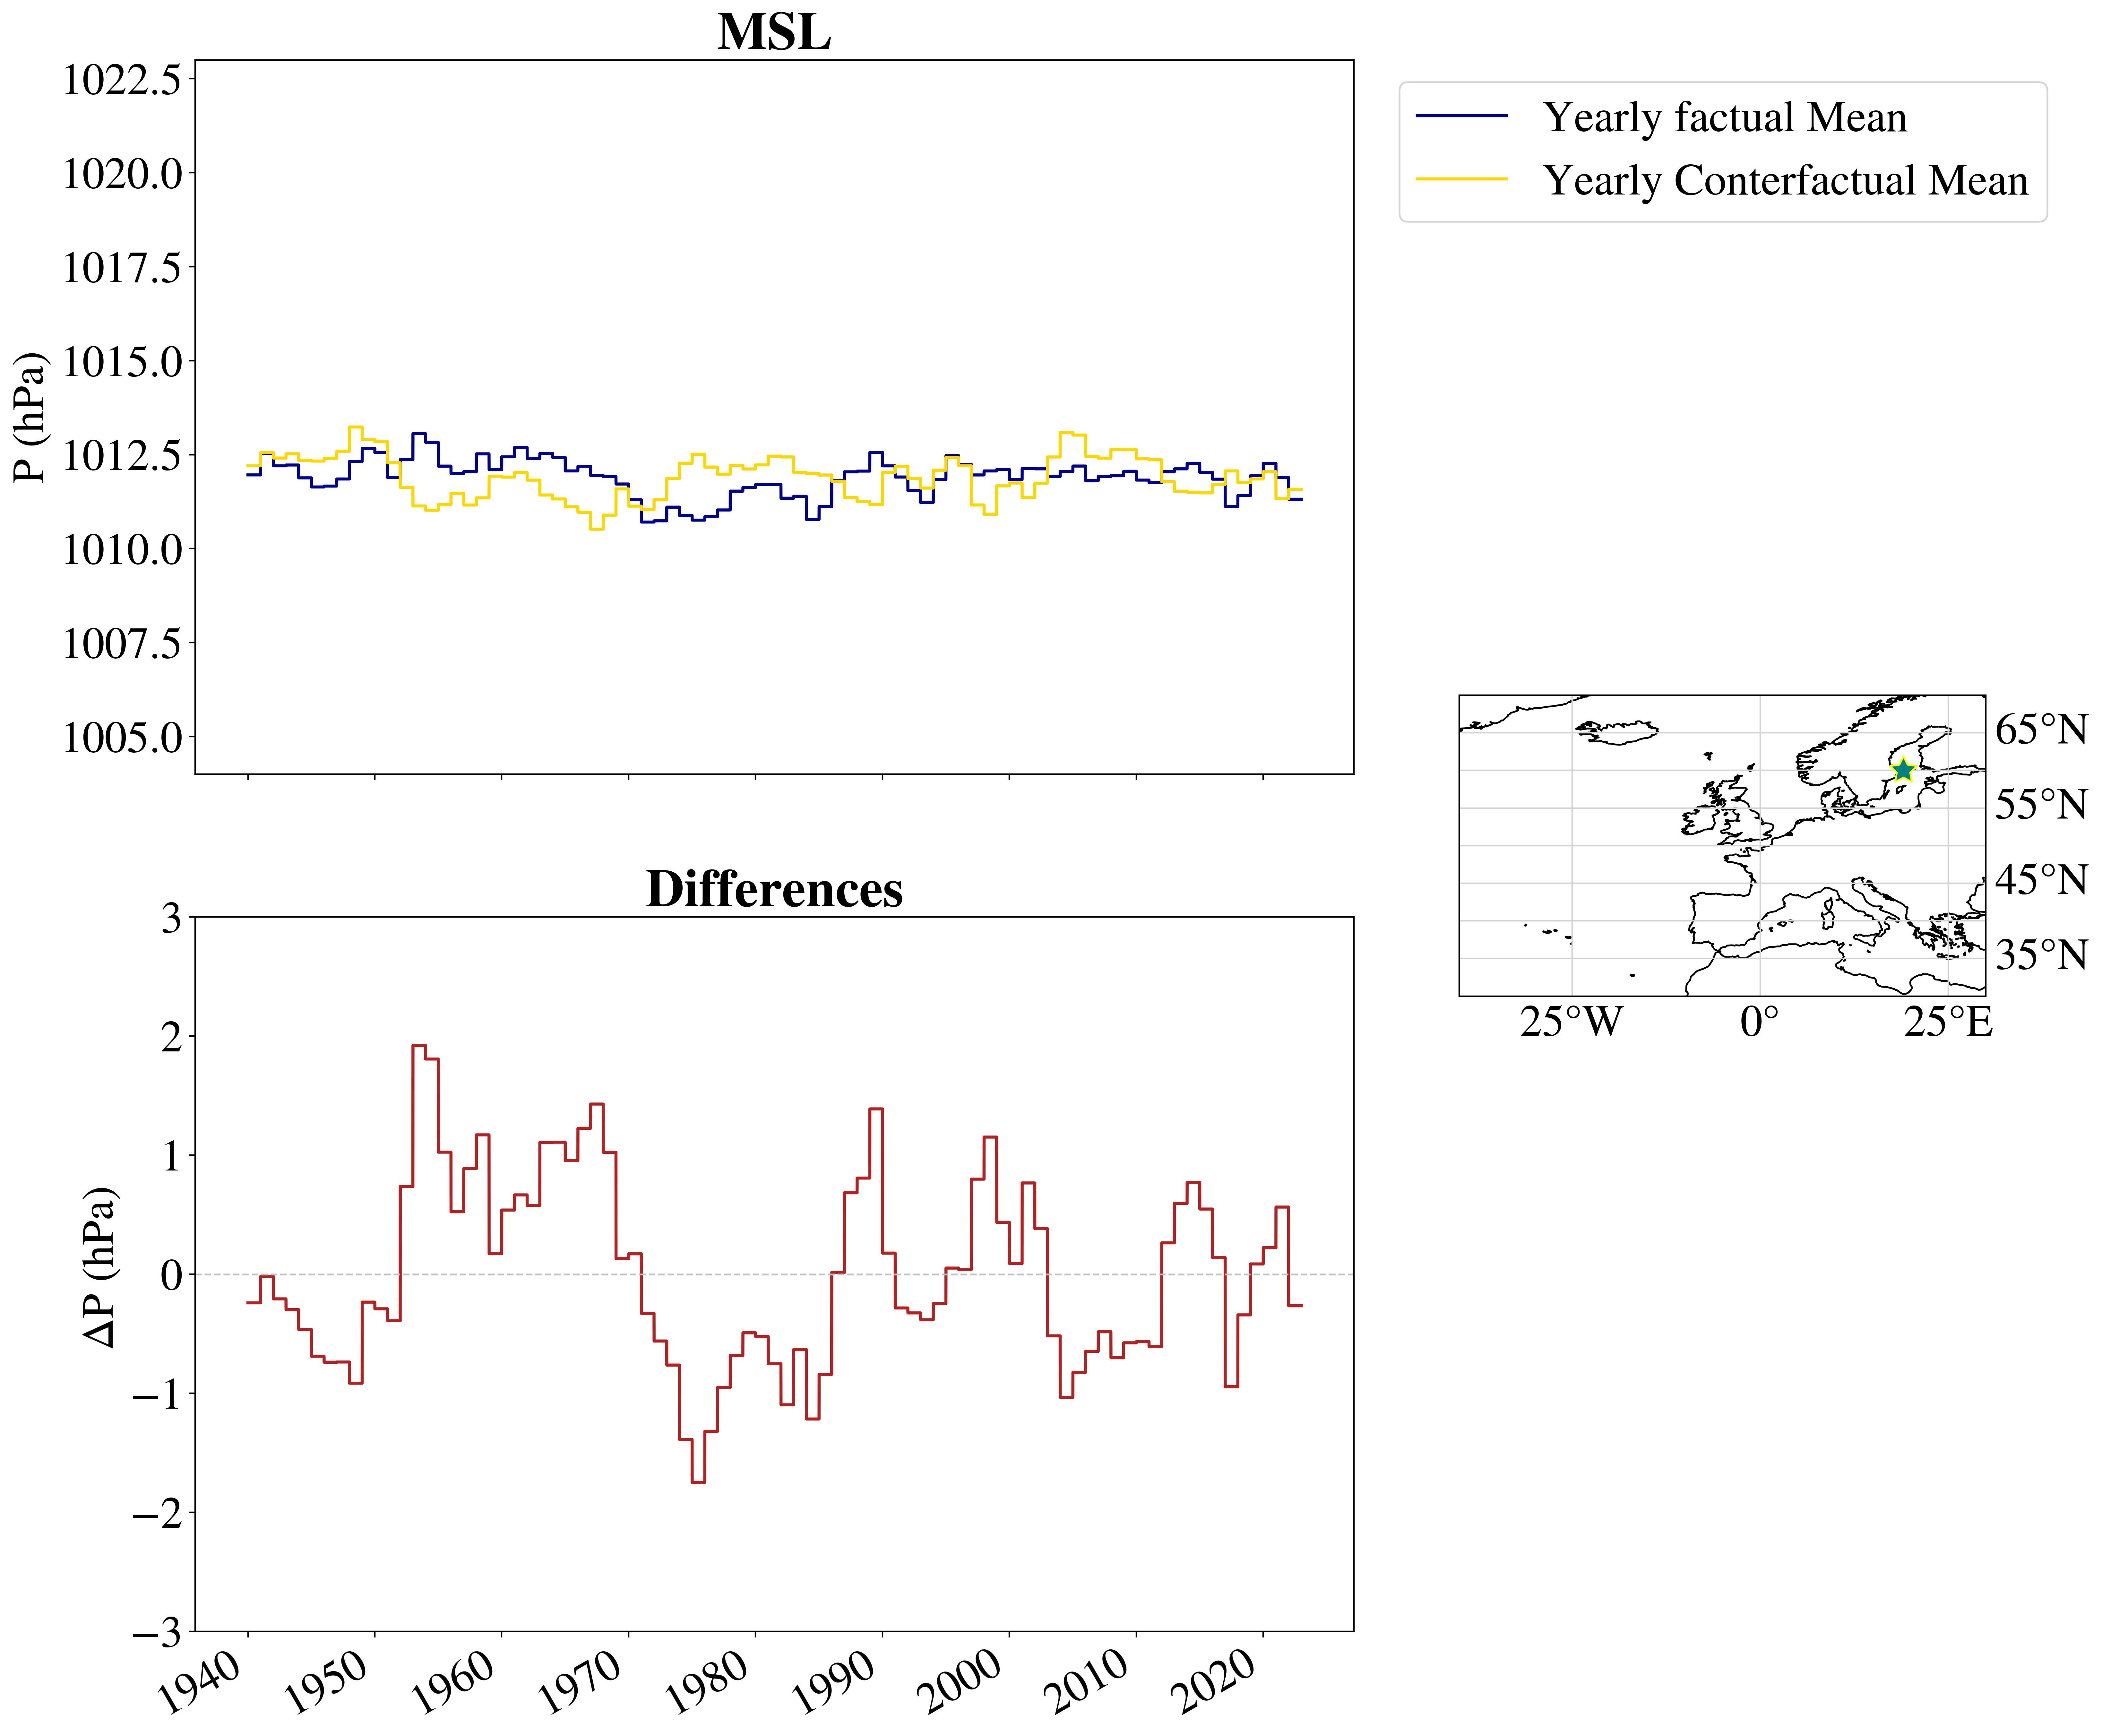 MSL
1022.5
1020.0
1017.5
1015.0
1012.5
1010.0
1007.5
1005.0
P (hPa)
Yearly factual Mean
Yearly Conterfactual Mean
65°N
55°N
45°N
35°N
25°W 0° 25°E
Differences
3
2
1
0
−1
−2
−3
ΔP (hPa)
1940 1950 1960 1970 1980 1990 2000 2010 2020